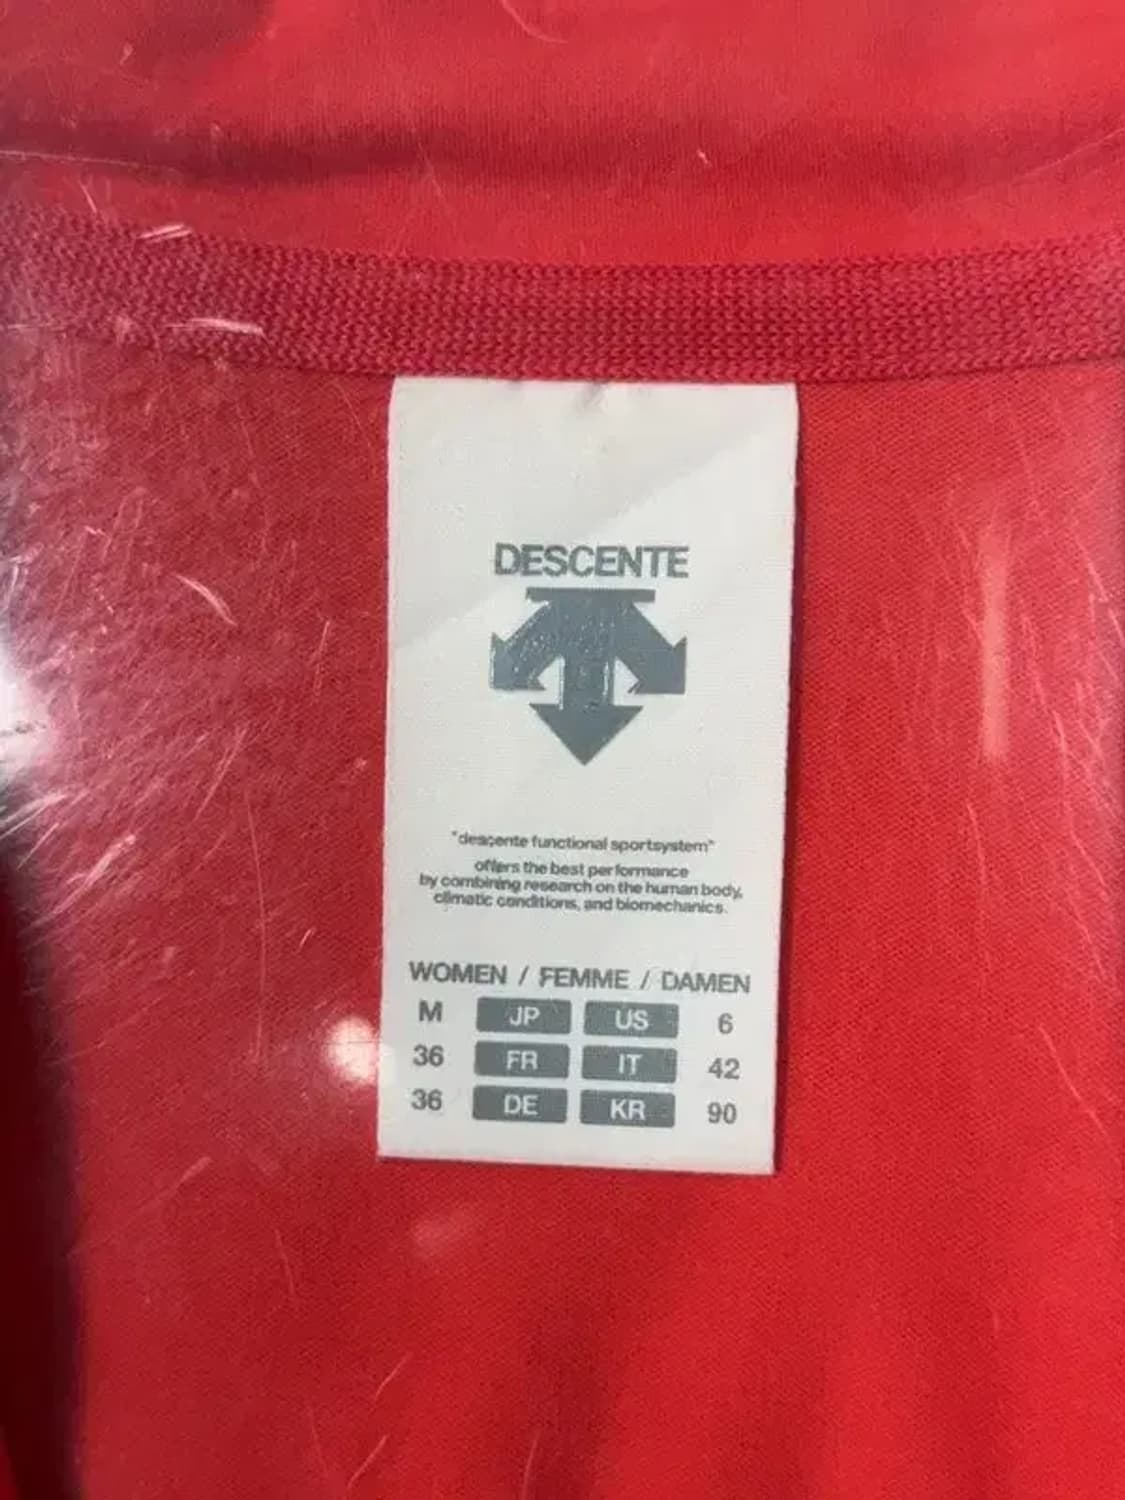 DESCENTE
"descente functional sportsystem"
offers the best performance
by combining research on the human body,
climatic conditions, and biomechanics.
WOMEN / FEMME / DAMEN
M JP US 6
36 FR IT 42
36 DE KR 90